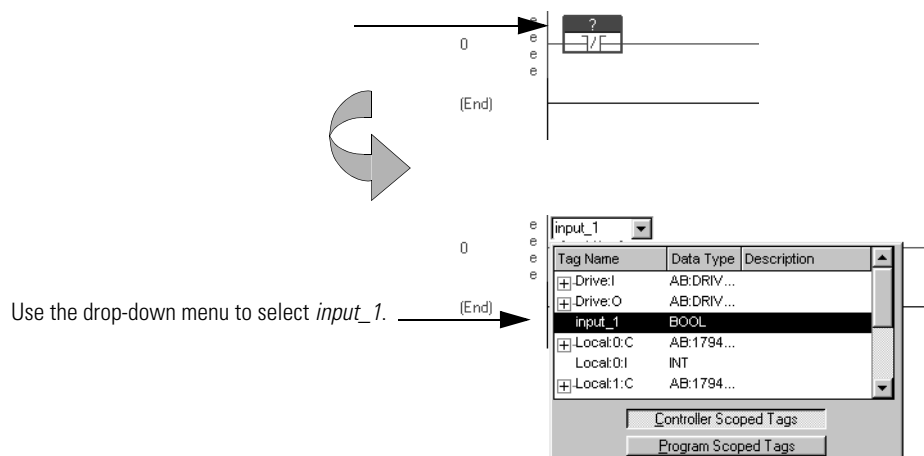 e
?
0
e
e
e
(End)
e
input_1
0
e
e
e
Tag Name Data Type Description
Drive:I AB:DRIV...
Drive:O AB:DRIV...
Use the drop-down menu to select input_1.
(End)
input_1 BOOL
Local:0:C AB:1794...
Local:0:I INT
Local:1:C AB:1794...
Controller Scoped Tags
Program Scoped Tags